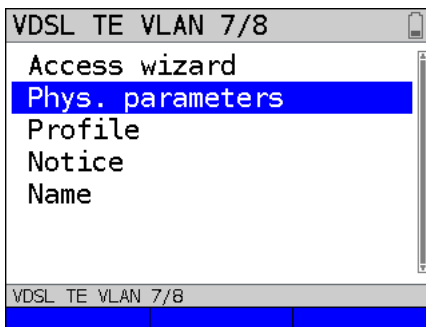 VDSL TE VLAN 7/8
Access wizard
Phys. parameters
Profile
Notice
Name
VDSL TE VLAN 7/8